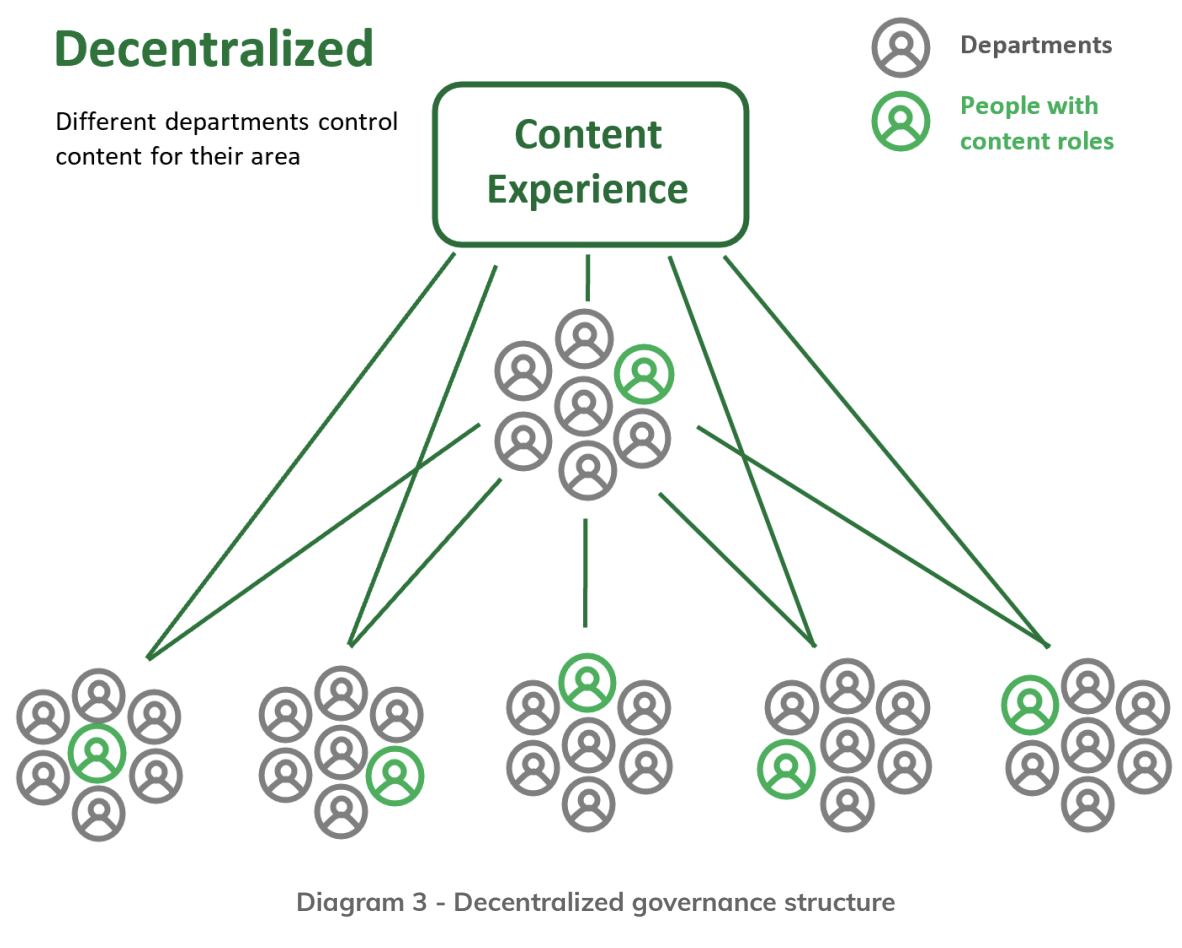 Decentralized
Different departments control
content for their area
Content
Experience
Departments
People with
content roles
Diagram 3 - Decentralized governance structure